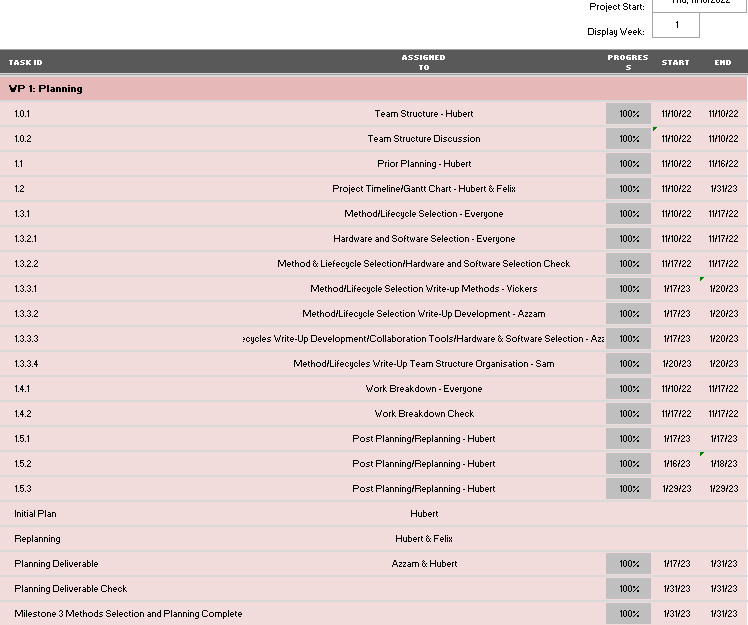 Project Start:
Display Week: 1
TASK ID ASSIGNED TO PROGRESS START END
WP 1: Planning
1.0.1 Team Structure - Hubert 100% 11/10/22 11/10/22
1.0.2 Team Structure Discussion 100% 11/10/22 11/10/22
1.1 Prior Planning - Hubert 100% 11/10/22 11/16/22
1.2 Project Timeline/Gantt Chart - Hubert & Felix 100% 11/10/22 1/31/23
1.3.1 Method/Lifecycle Selection - Everyone 100% 11/10/22 11/17/22
1.3.2.1 Hardware and Software Selection - Everyone 100% 11/10/22 11/17/22
1.3.2.2 Method & Liefecycle Selection/Hardware and Software Selection Check 100% 11/17/22 11/17/22
1.3.3.1 Method/Lifecycle Selection Write-up Methods - Vickers 100% 1/17/23 1/20/23
1.3.3.2 Method/Lifecycle Selection Write-Up Development - Azzam 100% 1/17/23 1/20/23
1.3.3.3 ecycles Write-Up Development/Collaboration Tools/Hardware & Software Selection - Azz 100% 1/17/23 1/20/23
1.3.3.4 Method/Lifecycles Write-Up Team Structure Organisation - Sam 100% 1/20/23 1/20/23
1.4.1 Work Breakdown - Everyone 100% 11/10/22 11/17/22
1.4.2 Work Breakdown Check 100% 11/17/22 11/17/22
1.5.1 Post Planning/Replanning - Hubert 100% 1/17/23 1/17/23
1.5.2 Post Planning/Replanning - Hubert 100% 1/16/23 1/18/23
1.5.3 Post Planning/Replanning - Hubert 100% 1/29/23 1/29/23
Initial Plan Hubert
Replanning Hubert & Felix
Planning Deliverable Azzam & Hubert 100% 1/17/23 1/31/23
Planning Deliverable Check 100% 1/31/23 1/31/23
Milestone 3 Methods Selection and Planning Complete 100% 1/31/23 1/31/23